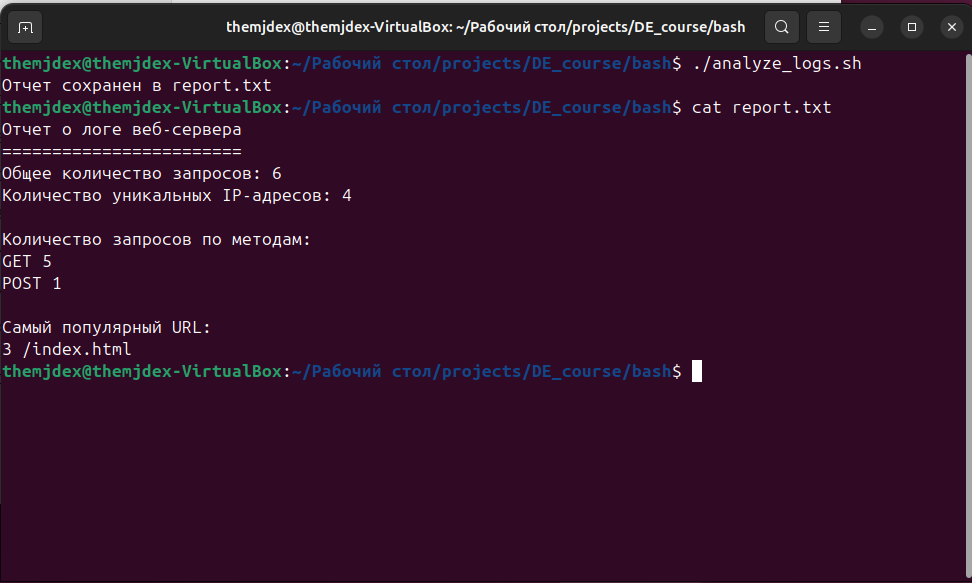 themjdex@themjdex-VirtualBox: ~/Рабочий стол/projects/DE_course/bash
themjdex@themjdex-VirtualBox:~/Рабочий стол/projects/DE_course/bash$ ./analyze_logs.sh
Отчет сохранен в report.txt
themjdex@themjdex-VirtualBox:~/Рабочий стол/projects/DE_course/bash$ cat report.txt
Отчет о логе веб-сервера
========================
Общее количество запросов: 6
Количество уникальных IP-адресов: 4
Количество запросов по методам:
GET 5
POST 1
Самый популярный URL:
3 /index.html
themjdex@themjdex-VirtualBox:~/Рабочий стол/projects/DE_course/bash$